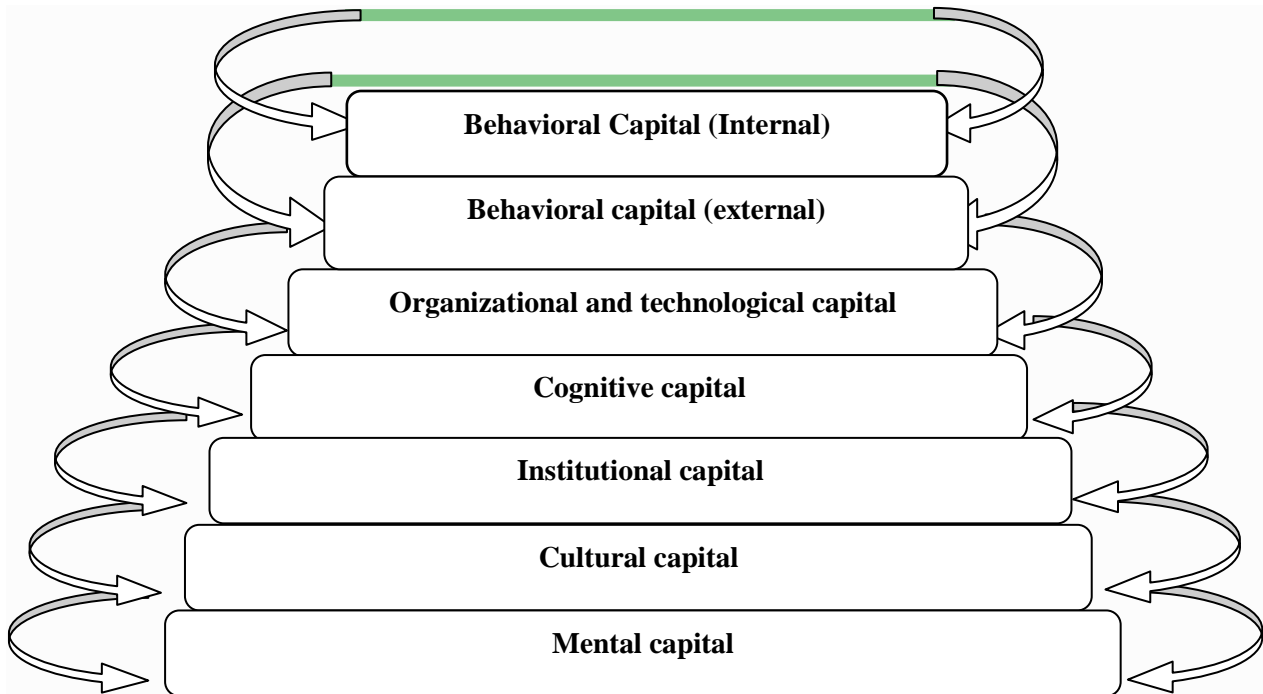 Behavioral Capital (Internal)
Behavioral capital (external)
Organizational and technological capital
Cognitive capital
Institutional capital
Cultural capital
Mental capital